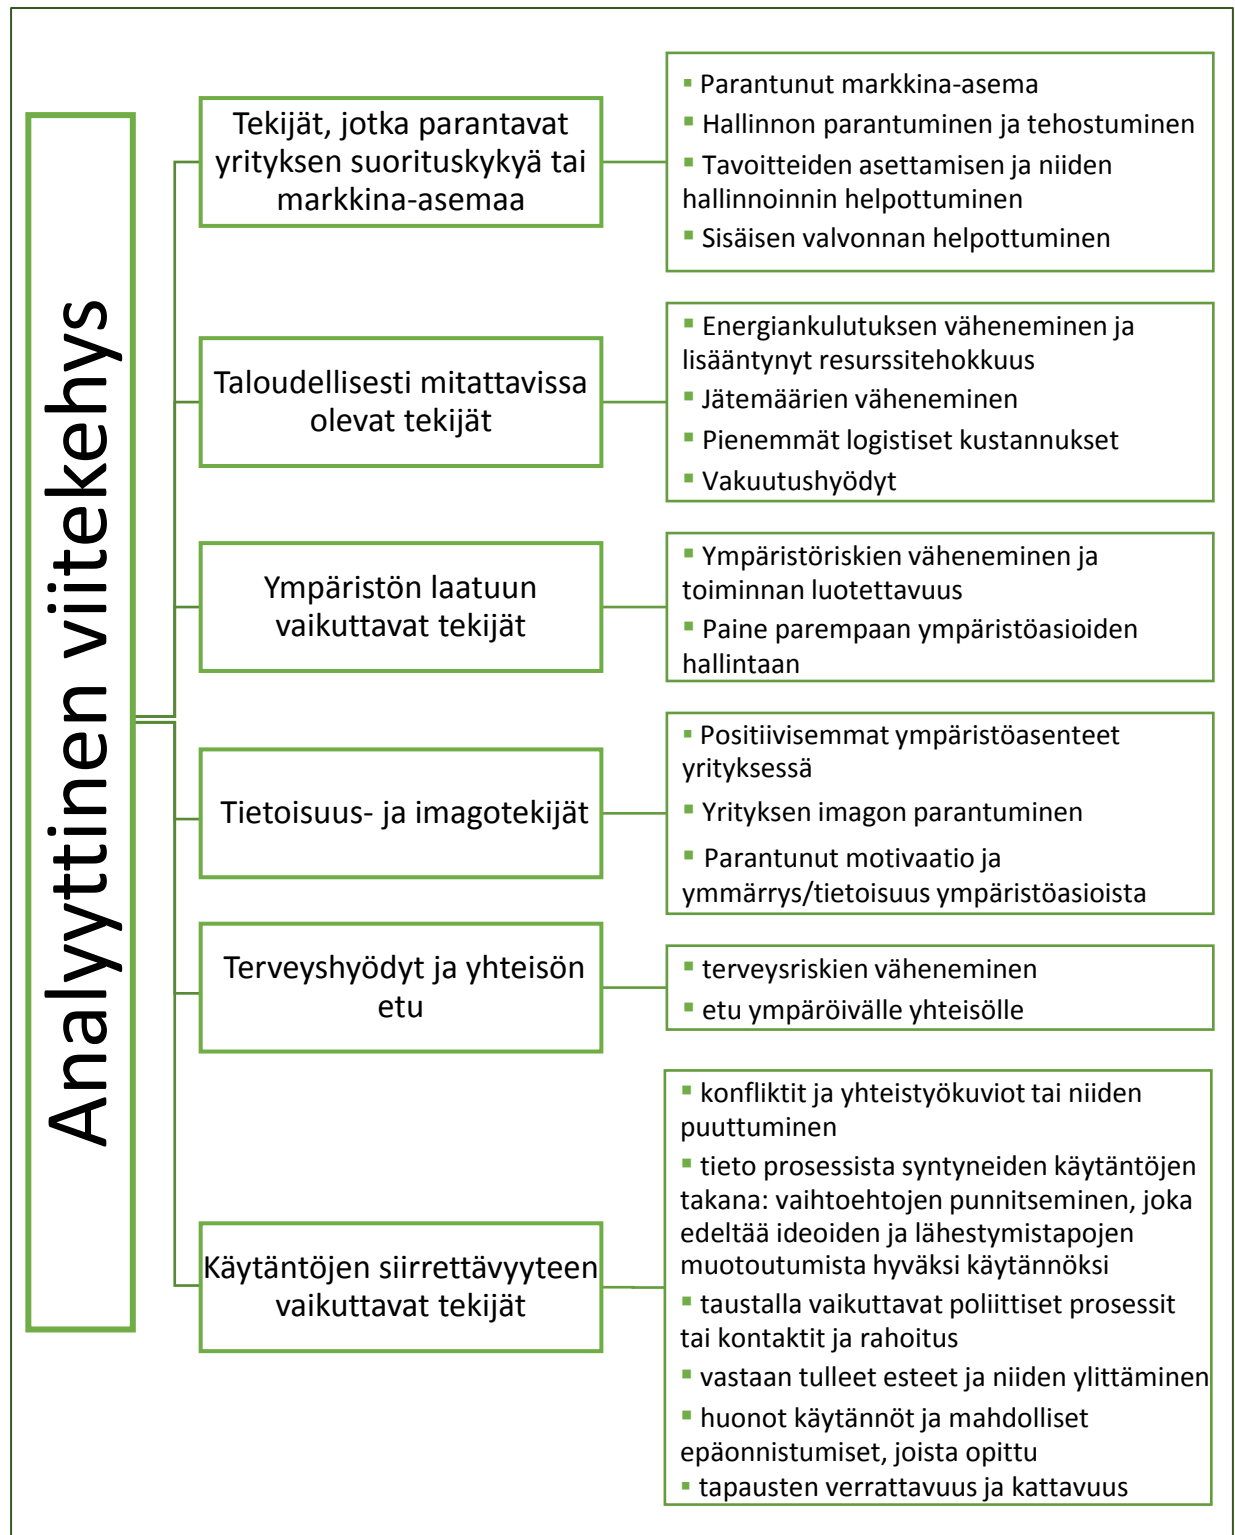 Analyyttinen viitekehys
Tekijät, jotka parantavat
yrityksen suorituskykyä tai
markkina-asemaa
▪ Parantunut markkina-asema
▪ Hallinnon parantuminen ja tehostuminen
▪ Tavoitteiden asettamisen ja niiden
hallinnoinnin helpottuminen
▪ Sisäisen valvonnan helpottuminen
Taloudellisesti mitattavissa
olevat tekijät
▪ Energiankulutuksen väheneminen ja
lisääntynyt resurssitehokkuus
▪ Jätemäärien väheneminen
▪ Pienemmät logistiset kustannukset
▪ Vakuutushyödyt
Ympäristön laatuun
vaikuttavat tekijät
▪ Ympäristöriskien väheneminen ja
toiminnan luotettavuus
▪ Paine parempaan ympäristöasioiden
hallintaan
Tietoisuus- ja imagotekijät
▪ Positiivisemmat ympäristöasenteet
yrityksessä
▪ Yrityksen imagon parantuminen
▪ Parantunut motivaatio ja
ymmärrys/tietoisuus ympäristöasioista
Terveyshyödyt ja yhteisön
etu
▪ terveysriskien väheneminen
▪ etu ympäröivälle yhteisölle
Käytäntöjen siirrettävyyteen
vaikuttavat tekijät
▪ konfliktit ja yhteistyökuviot tai niiden
puuttuminen
▪ tieto prosessista syntyneiden käytäntöjen
takana: vaihtoehtojen punnitseminen, joka
edeltää ideoiden ja lähestymistapojen
muotoutumista hyväksi käytännöksi
▪ taustalla vaikuttavat poliittiset prosessit
tai kontaktit ja rahoitus
▪ vastaan tulleet esteet ja niiden ylittäminen
▪ huonot käytännöt ja mahdolliset
epäonnistumiset, joista opittu
▪ tapausten verrattavuus ja kattavuus